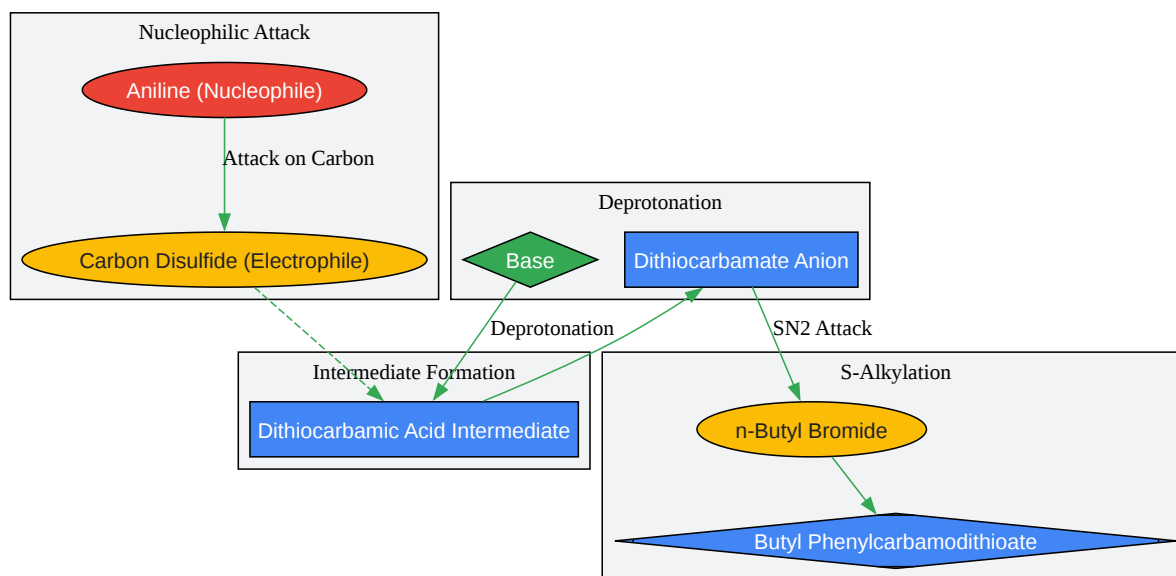 Nucleophilic Attack
Aniline (Nucleophile)
Attack on Carbon
Carbon Disulfide (Electrophile)
Deprotonation
Base
Dithiocarbamate Anion
Deprotonation
SN2 Attack
Intermediate Formation
Dithiocarbamic Acid Intermediate
S-Alkylation
n-Butyl Bromide
Butyl Phenylcarbamodithioate